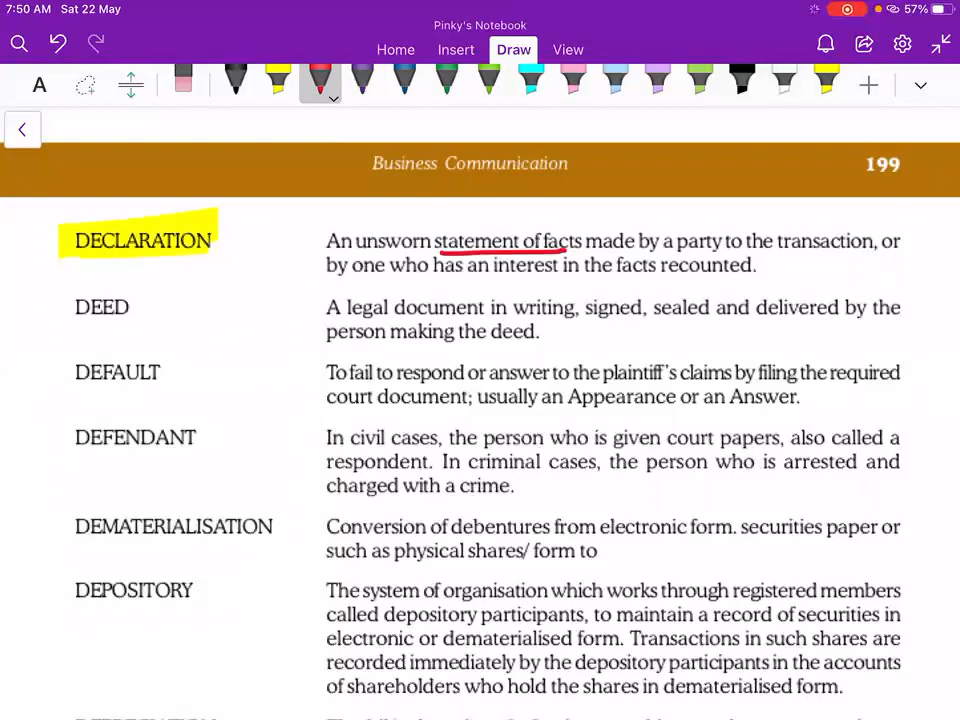 7:50 AM Sat 22 May
57%
Pinky's Notebook
Home Insert Draw View
A
Business Communication 199
DECLARATION An unsworn statement of facts made by a party to the transaction, or
by one who has an interest in the facts recounted.
DEED A legal document in writing, signed, sealed and delivered by the
person making the deed.
DEFAULT To fail to respond or answer to the plaintiff's claims by filing the required
court document; usually an Appearance or an Answer.
DEFENDANT In civil cases, the person who is given court papers, also called a
respondent. In criminal cases, the person who is arrested and
charged with a crime.
DEMATERIALISATION Conversion of debentures from electronic form. securities paper or
such as physical shares/ form to
DEPOSITORY The system of organisation which works through registered members
called depository participants, to maintain a record of securities in
electronic or dematerialised form. Transactions in such shares are
recorded immediately by the depository participants in the accounts
of shareholders who hold the shares in dematerialised form.